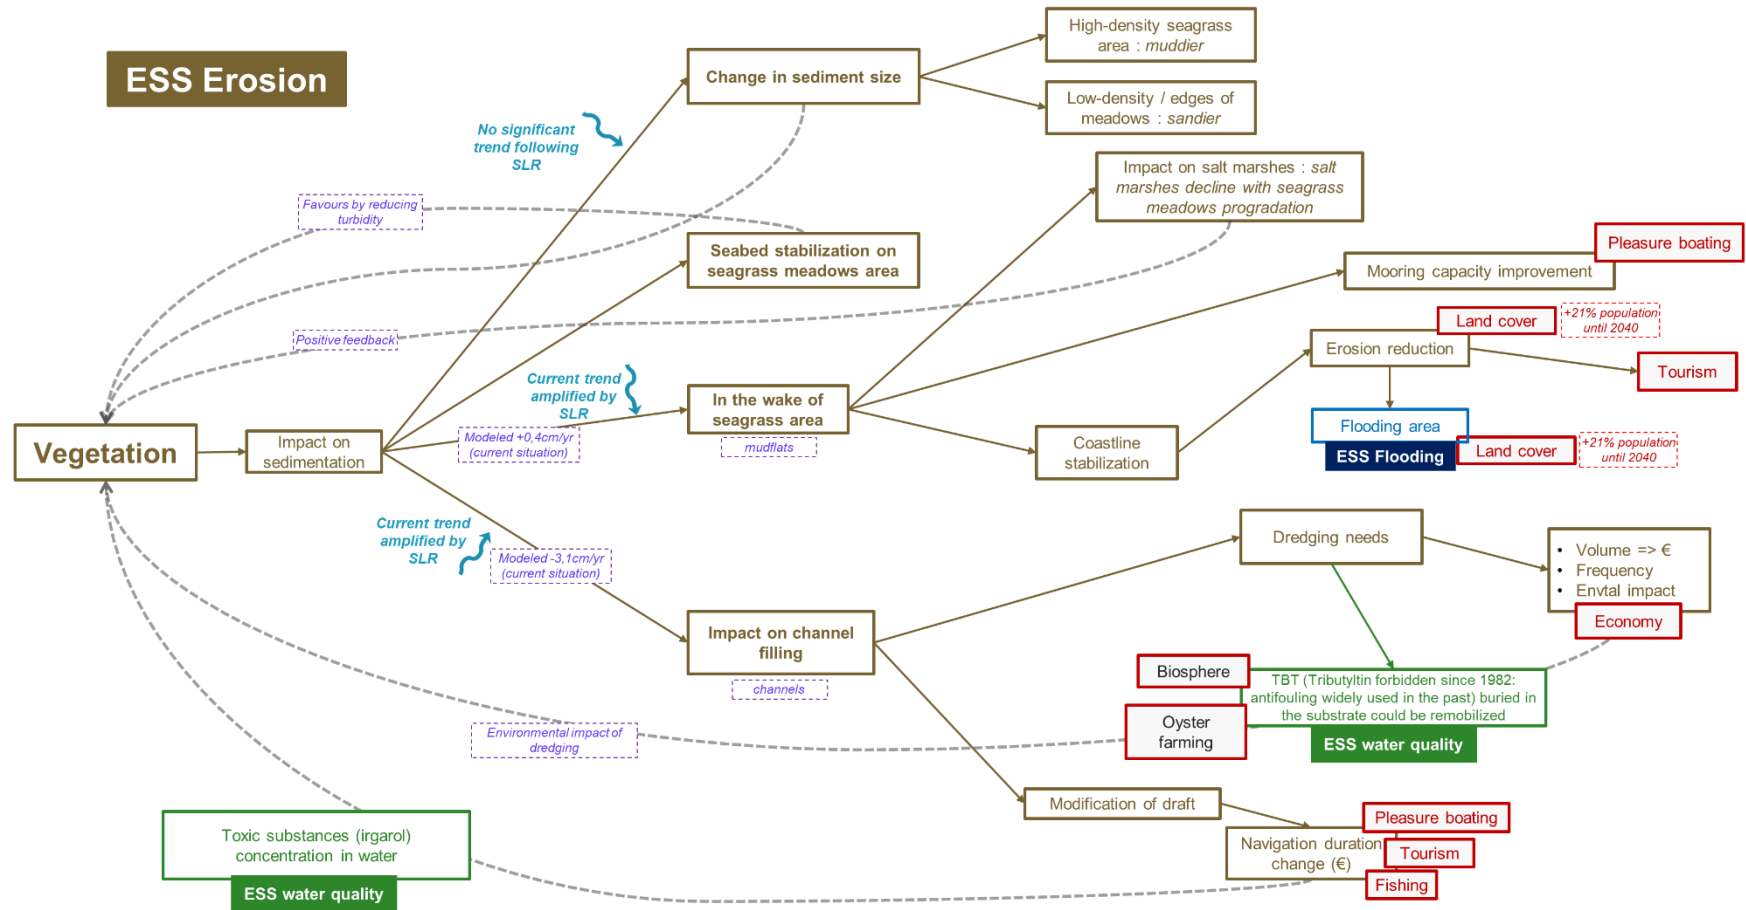 ESS Erosion
High-density seagrass
area : muddier
Change in sediment size
Low-density / edges of
meadows : sandier
No significant
trend following
SLR
Impact on salt marshes : salt
marshes decline with seagrass
meadows progradation
Favours by reducing
turbidity
Seabed stabilization on
seagrass meadows area
Pleasure boating
Mooring capacity improvement
Land cover
+21% population
until 2040
Positive feedback
Erosion reduction
Tourism
Current trend
amplified by
SLR
In the wake of
seagrass area
mudflats
Flooding area
ESS Flooding
Land cover
+21% population
until 2040
Vegetation
Impact on
sedimentation
Modeled +0,4cm/yr
(current situation)
Coastline
stabilization
Current trend
amplified by
SLR
Modeled -3,1cm/yr
(current situation)
Dredging needs
• Volume => €
• Frequency
• Envtal impact
Economy
Impact on channel
filling
channels
Biosphere
TBT (Tributyltin forbidden since 1982:
antifouling widely used in the past) buried in
the substrate could be remobilized
Oyster
farming
ESS water quality
Environmental impact of
dredging
Modification of draft
Pleasure boating
Navigation duration
change (€)
Tourism
Fishing
Toxic substances (irgarol)
concentration in water
ESS water quality